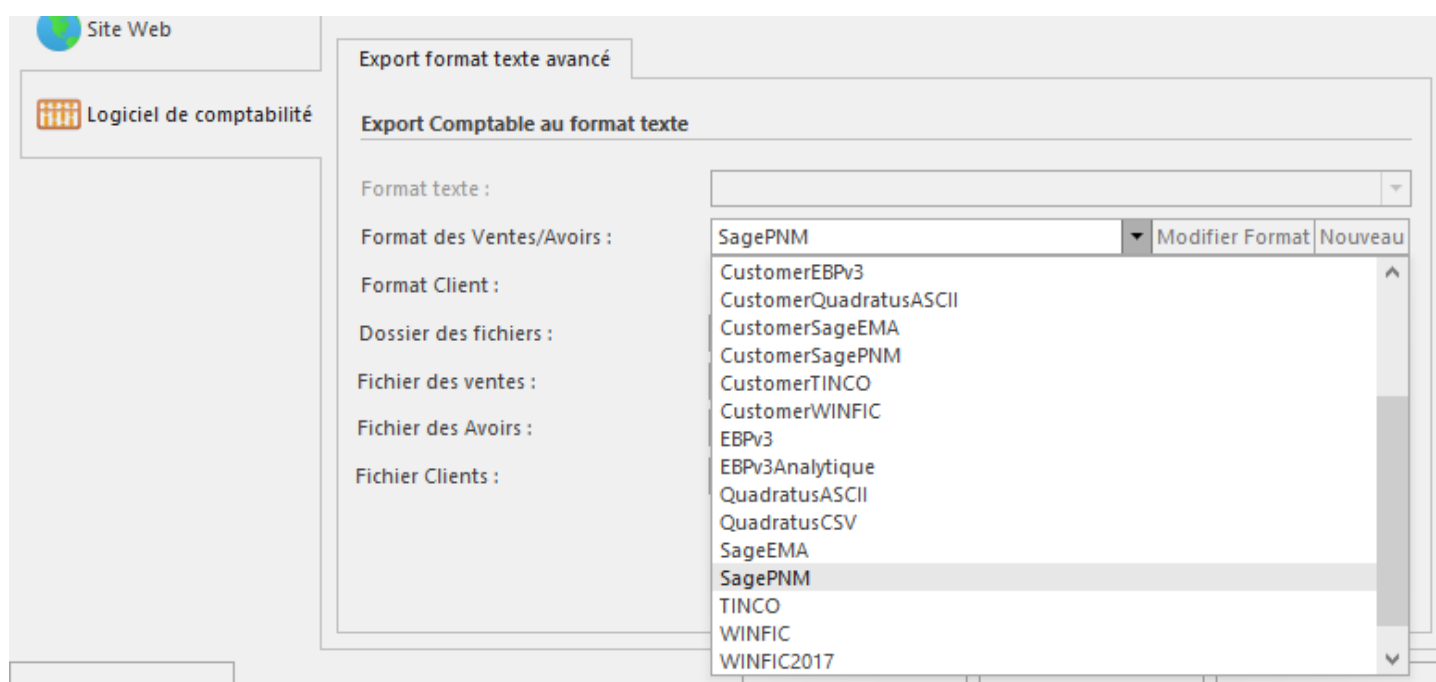 Site Web
Export format texte avancé
Logiciel de comptabilité
Export Comptable au format texte
Format texte :
Format des Ventes/Avoirs : SagePNM Modifier Format Nouveau
CustomerEBPv3
Format Client :
CustomerQuadratusASCII
CustomerSageEMA
Dossier des fichiers :
CustomerSagePNM
Fichier des ventes :
CustomerTINCO
CustomerWINFIC
Fichier des Avoirs :
EBPv3
EBPv3Analytique
Fichier Clients :
QuadratusASCII
QuadratusCSV
SageEMA
SagePNM
TINCO
WINFIC
WINFIC2017